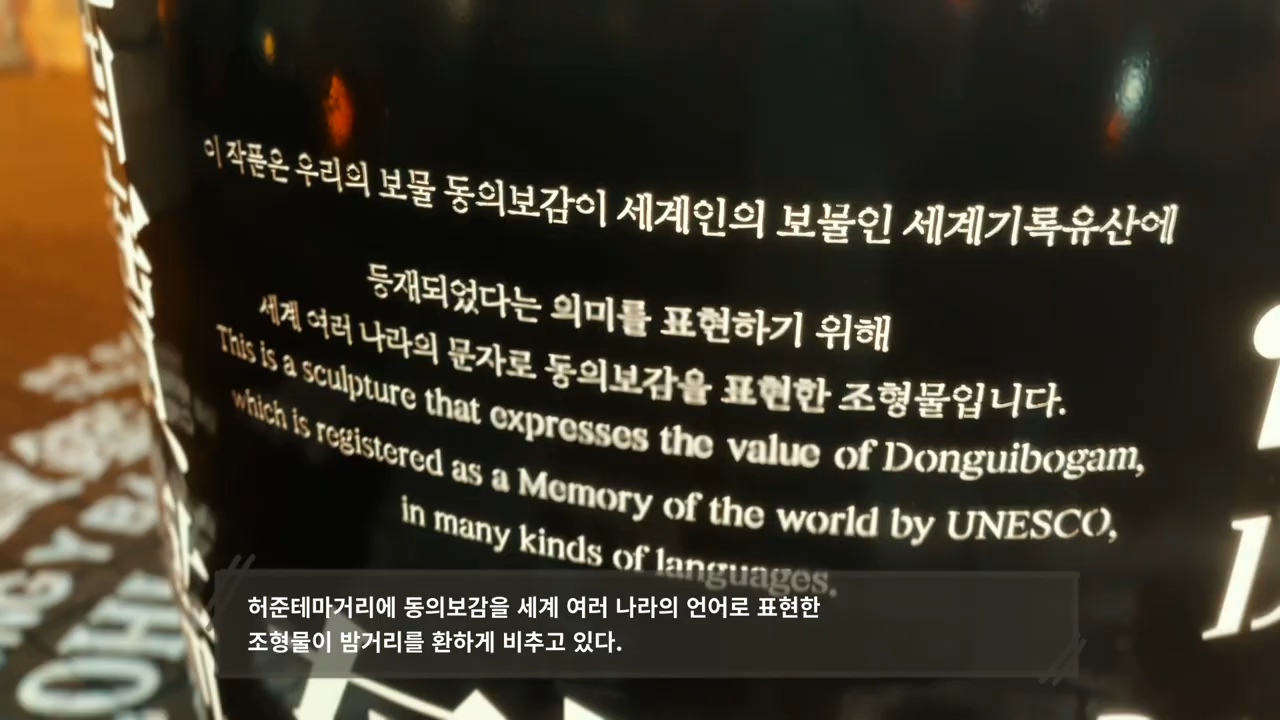 이 작품은 우리의 보물 동의보감이 세계인의 보물인 세계기록유산에
등재되었다는 의미를 표현하기 위해
세계 여러 나라의 문자로 동의보감을 표현한 조형물입니다.
This is a sculpture that expresses the value of Donguibogam,
which is registered as a Memory of the world by UNESCO,
in many kinds of languages.
허준테마거리에 동의보감을 세계 여러 나라의 언어로 표현한
조형물이 밤거리를 환하게 비추고 있다.